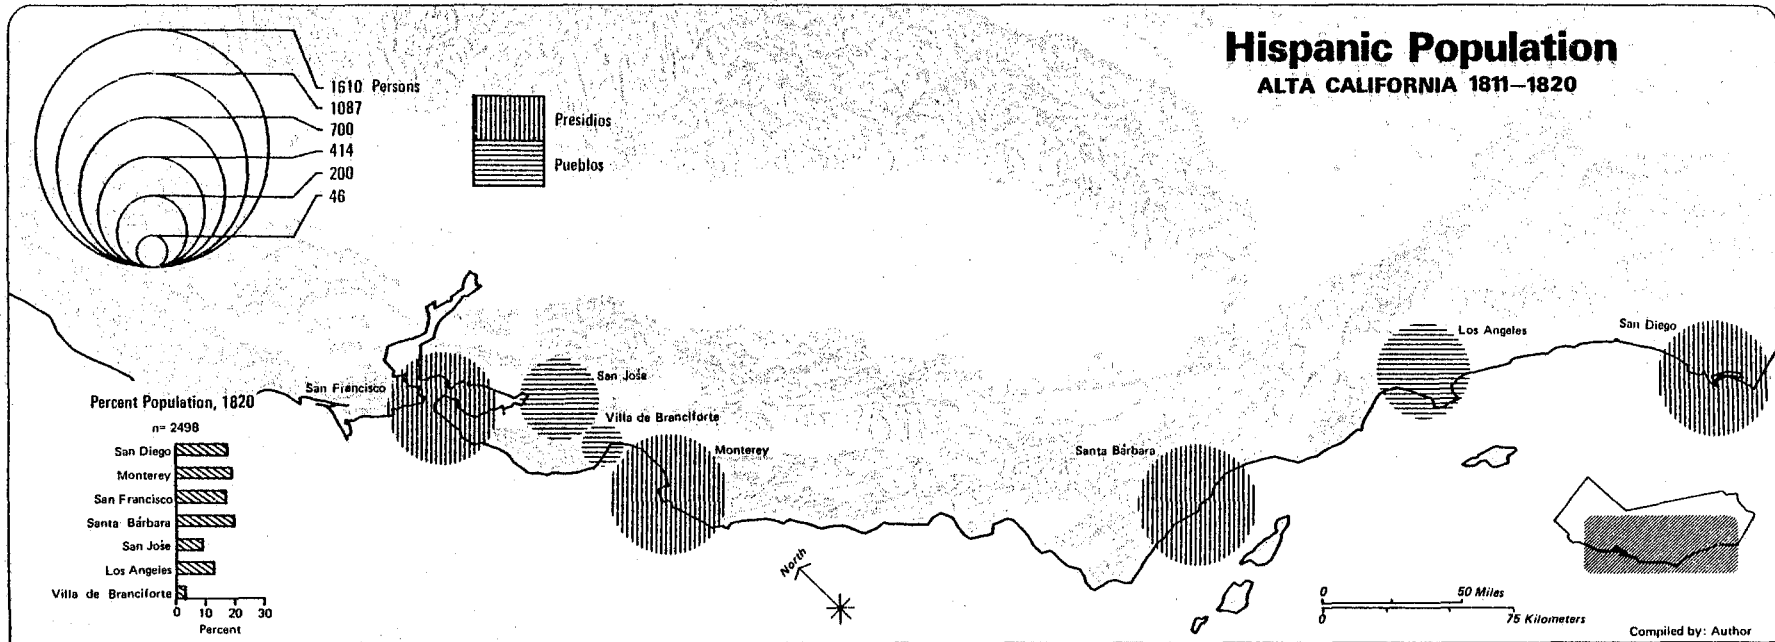 Hispanic Population
ALTA CALIFORNIA 1811–1820
1610 Persons
1087
700
414
200
46
Presidios
Pueblos
San Francisco
San Jose
Villa de Branciforte
Monterey
Santa Bárbara
Los Angeles
San Diego
Percent Population, 1820
n= 2498
San Diego
Monterey
San Francisco
Santa Bárbara
San Jose
Los Angeles
Villa de Branciforte
0 10 20 30
Percent
North
0 50 Miles
0 75 Kilometers
Compiled by: Author